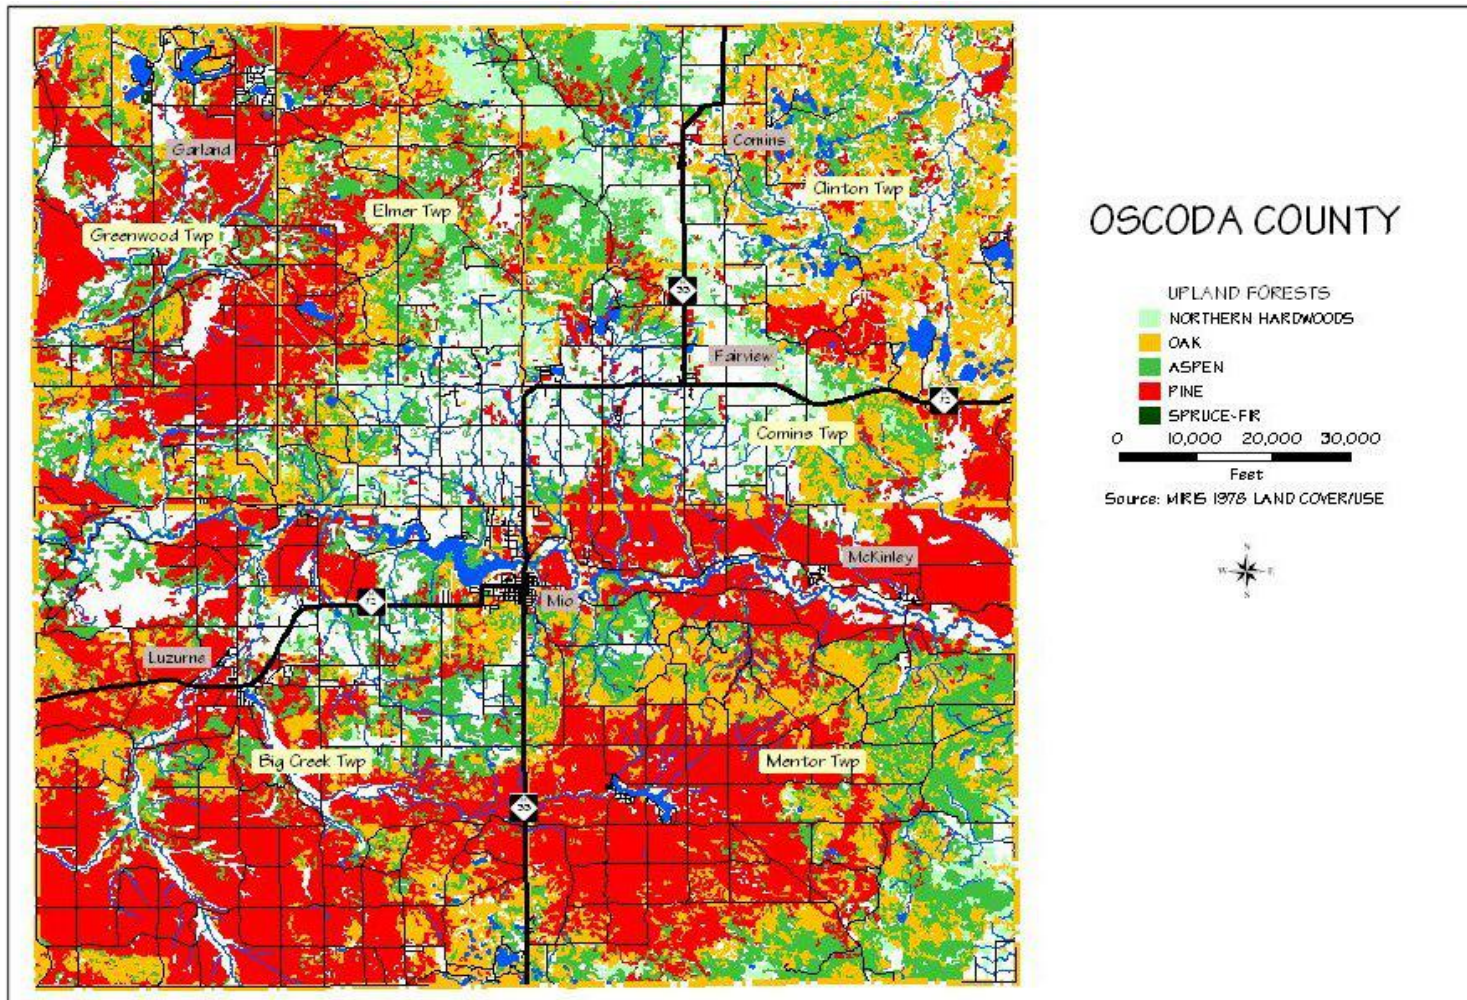 OSCODA COUNTY
UPLAND FORESTS
NORTHERN HARDWOODS
OAK
ASPEN
PINE
SPRUCE-FIR
0 10,000 20,000 30,000
Feet
Source: MIRIS 1978 LAND COVER/USE
N
W E
S
Comins
Garland
Clinton Twp
Elmer Twp
Greenwood Twp
33
Fairview
72
Comins Twp
McKinley
Mio
72
Luzurne
Big Creek Twp
Mentor Twp
33